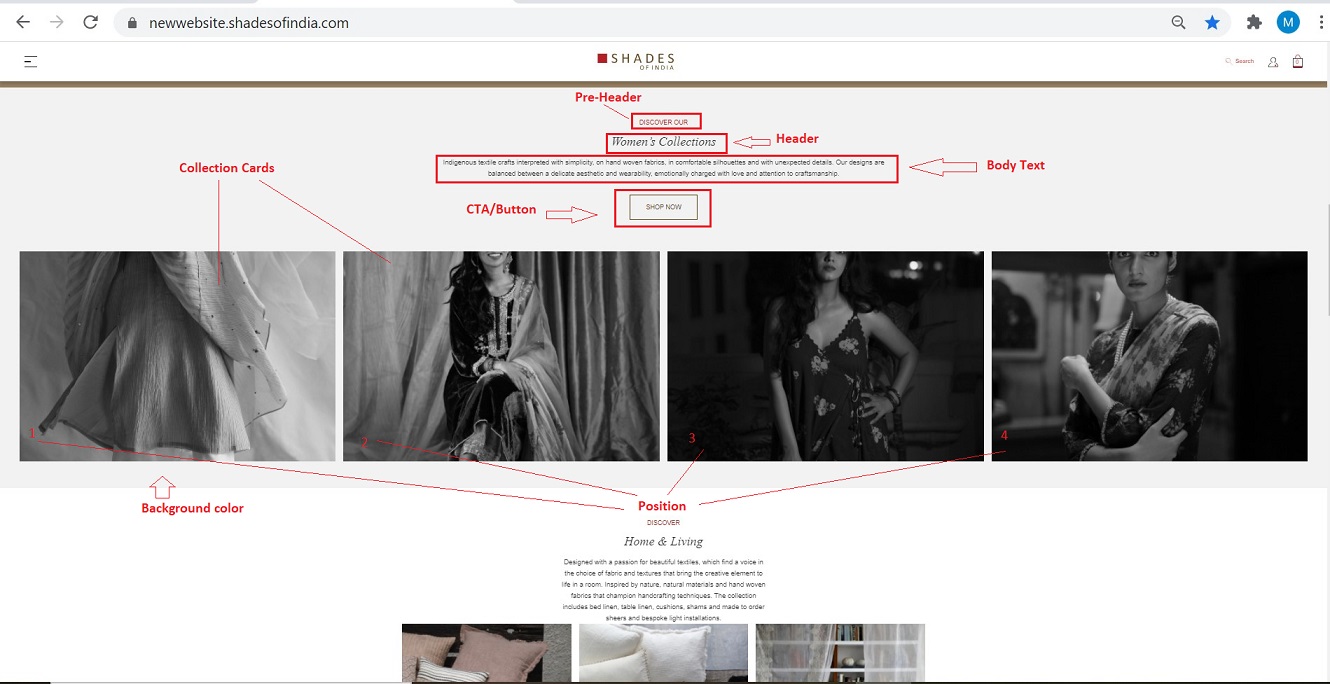 newwebsite.shadesofindia.com
M
SHADES
OF INDIA
Search
0
Pre-Header
DISCOVER OUR
Women's Collections
Header
Indigenous textile crafts interpreted with simplicity, on hand woven fabrics, in comfortable silhouettes and with unexpected details. Our designs are
balanced between a delicate aesthetic and wearability, emotionally charged with love and attention to craftsmanship.
Body Text
Collection Cards
CTA/Button
SHOP NOW
1
2
3
4
Background color
Position
DISCOVER
Home & Living
Designed with a passion for beautiful textiles, which find a voice in
the choice of fabric and textures that bring the creative element to
life in a room. Inspired by nature, natural materials and hand woven
fabrics that champion handcrafting techniques. The collection
includes bed linen, table linen, cushions, shams and made to order
sheers and bespoke light installations.